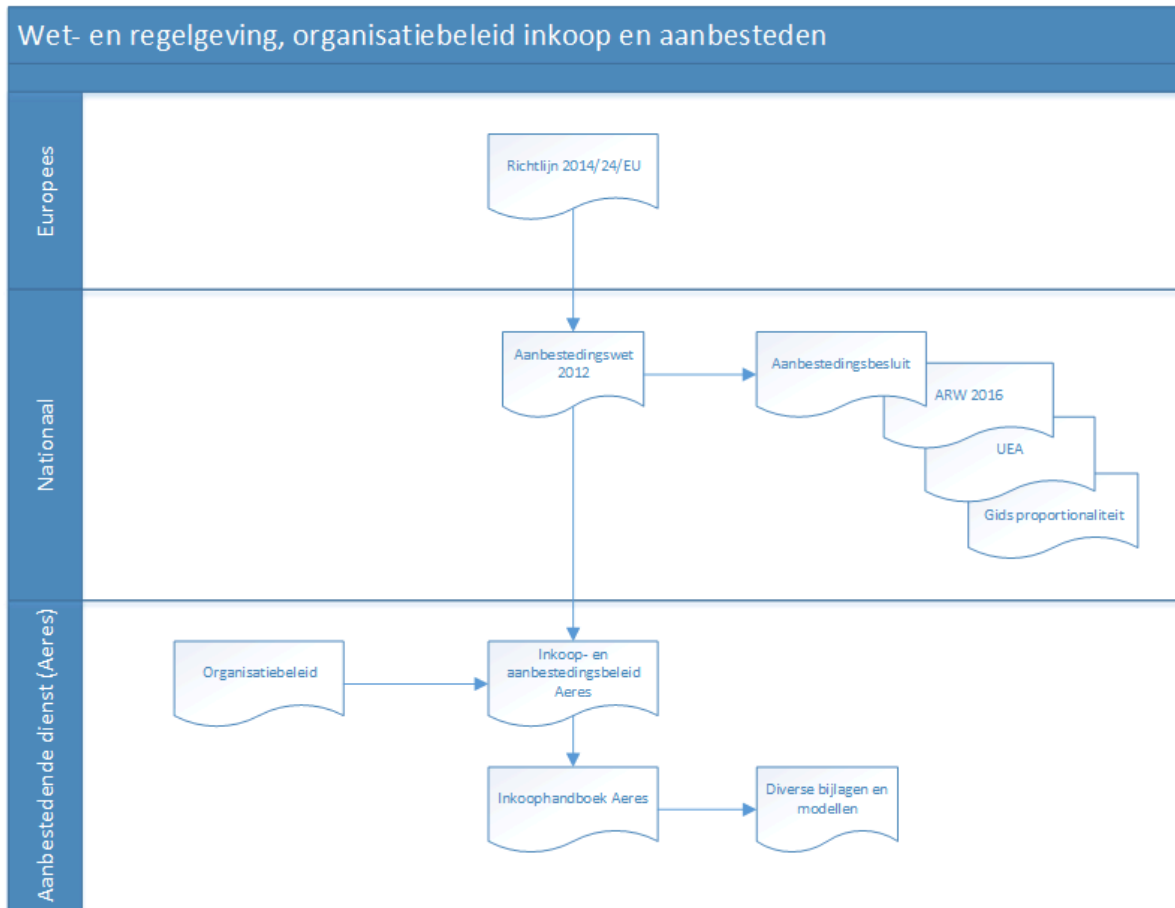 Wet- en regelgeving, organisatiebeleid inkoop en aanbesteden
Europees
Richtlijn 2014/24/EU
Nationaal
Aanbestedingswet
2012
Aanbestedingsbesluit
ARW 2016
UEA
Gids proportionaliteit
Aanbestedende dienst (Aeres)
Organisatiebeleid
Inkoop- en
aanbestedingsbeleid
Aeres
Inkoophandboek Aeres
Diverse bijlagen en
modellen